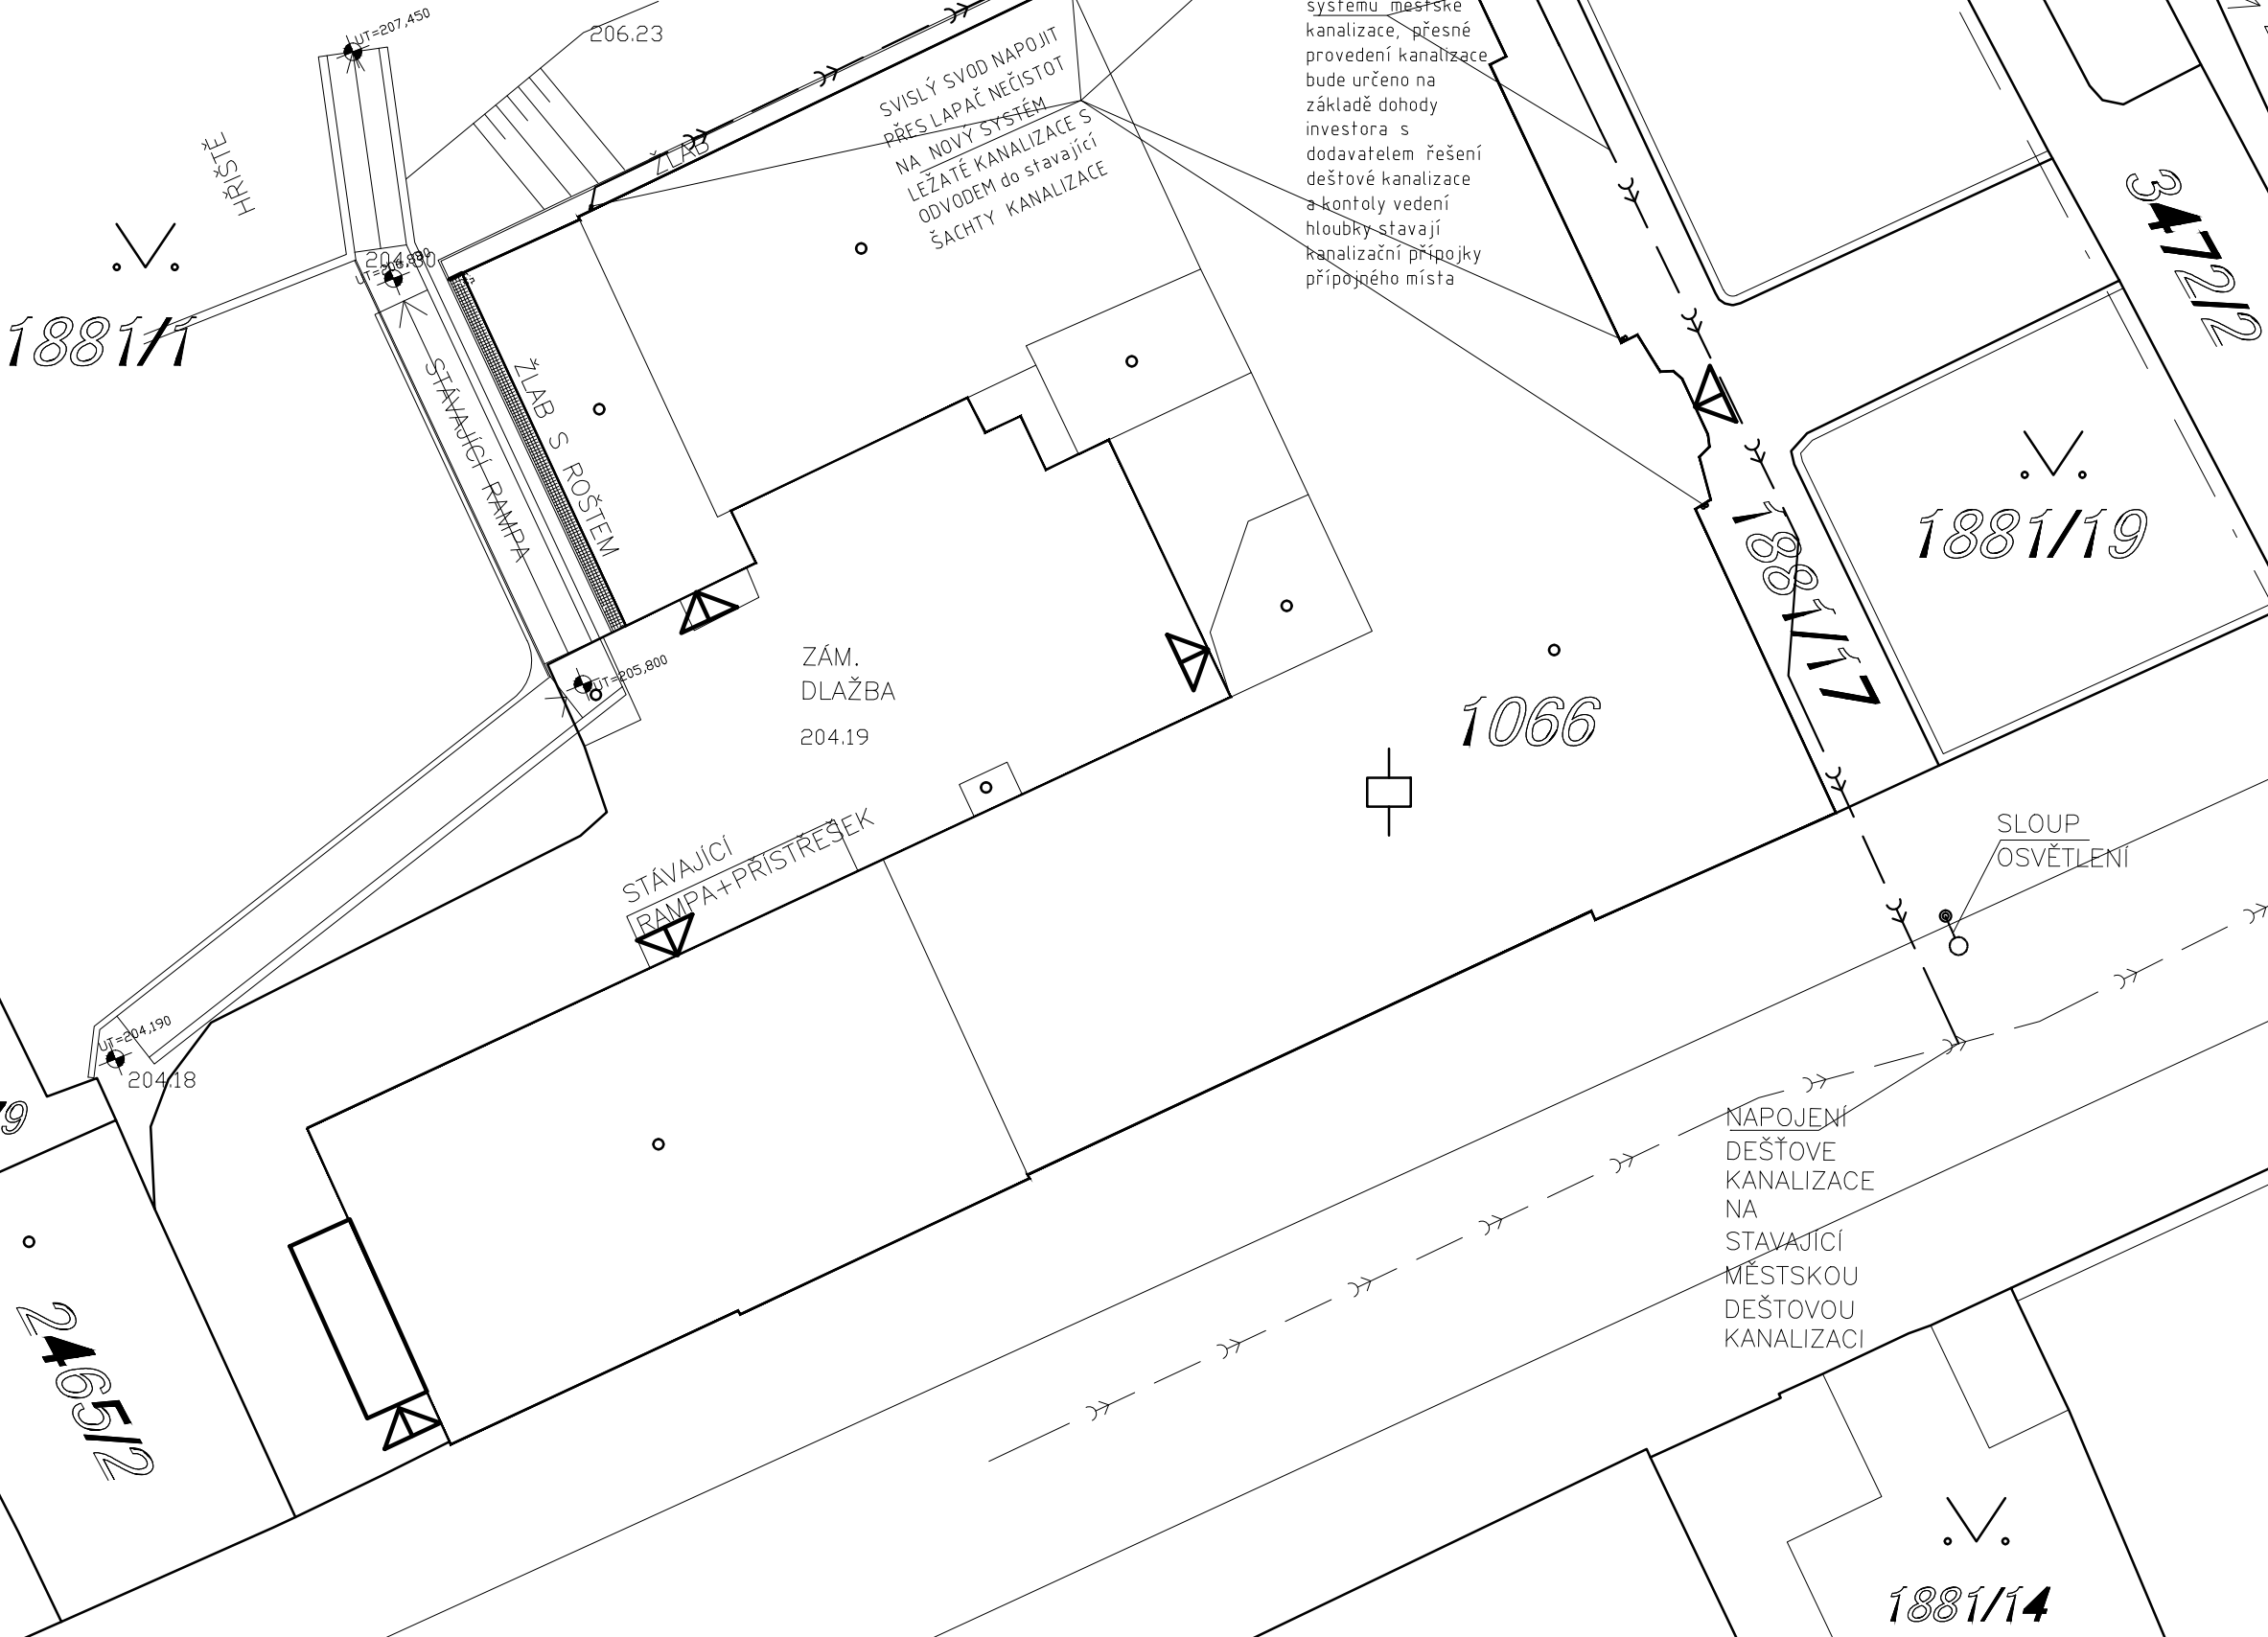 UT=207,450
206.23
HŘIŠTĚ
ŽLAB
SVISLÝ SVOD NAPOJIT
PŘES LAPAČ NEČISTOT
NA NOVÝ SYSTÉM
LEŽATÉ KANALIZACE S
ODVODEM do stavající
ŠACHTY KANALIZACE
systému městské
kanalizace, přesné
provedení kanalizace
bude určeno na
základě dohody
investora s
dodavatelem řešení
deštové kanalizace
a kontoly vedení
hloubky stavají
kanalizační přípojky
přípojného místa
3472/2
1881/1
STÁVAJÍCÍ RAMPA
ŽLAB S ROŠTEM
1881/19
1881/17
UT=205,800
ZÁM.
DLAŽBA
204.19
1066
STÁVAJÍCÍ
RAMPA+PŘÍSTŘEŠEK
SLOUP
OSVĚTLENÍ
UT=204,190
204.18
9
NAPOJENÍ
DEŠŤOVE
KANALIZACE
NA
STAVAJÍCÍ
MĚSTSKOU
DEŠTOVOU
KANALIZACI
2465/2
1881/14